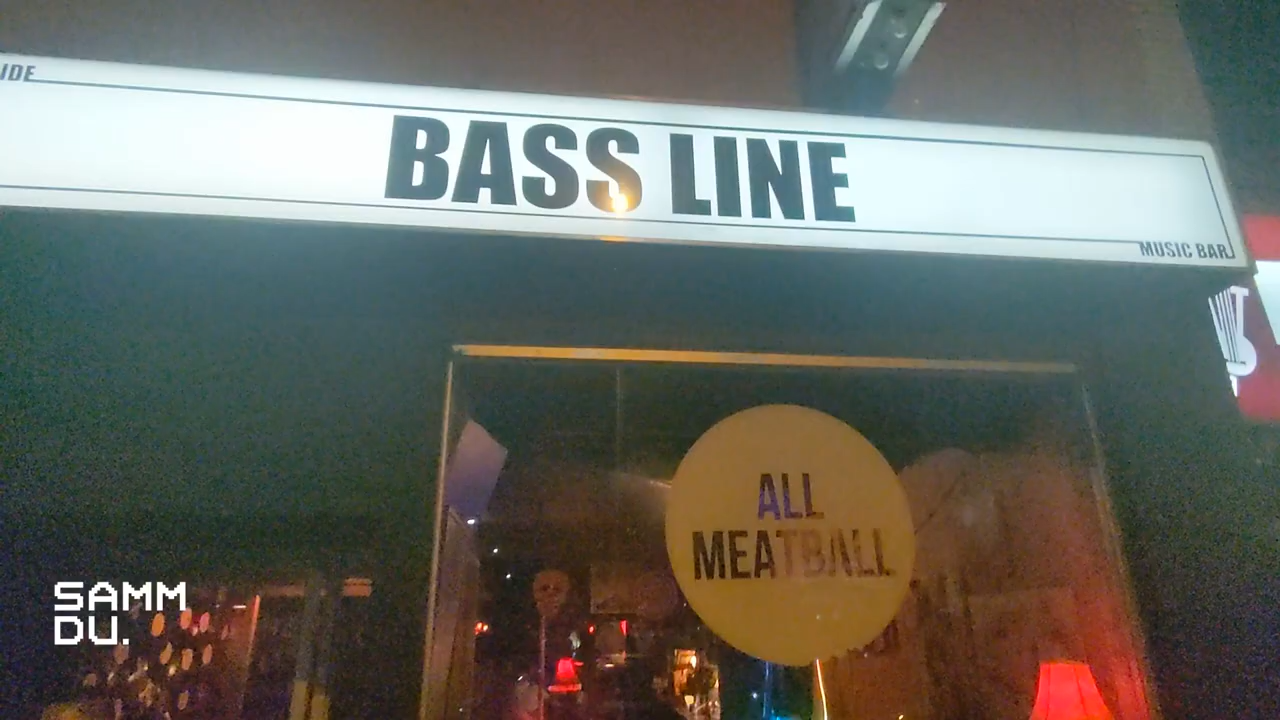 IDE
BASS LINE
MUSIC BAR
ALL
MEATBALL
SAMM
DU.